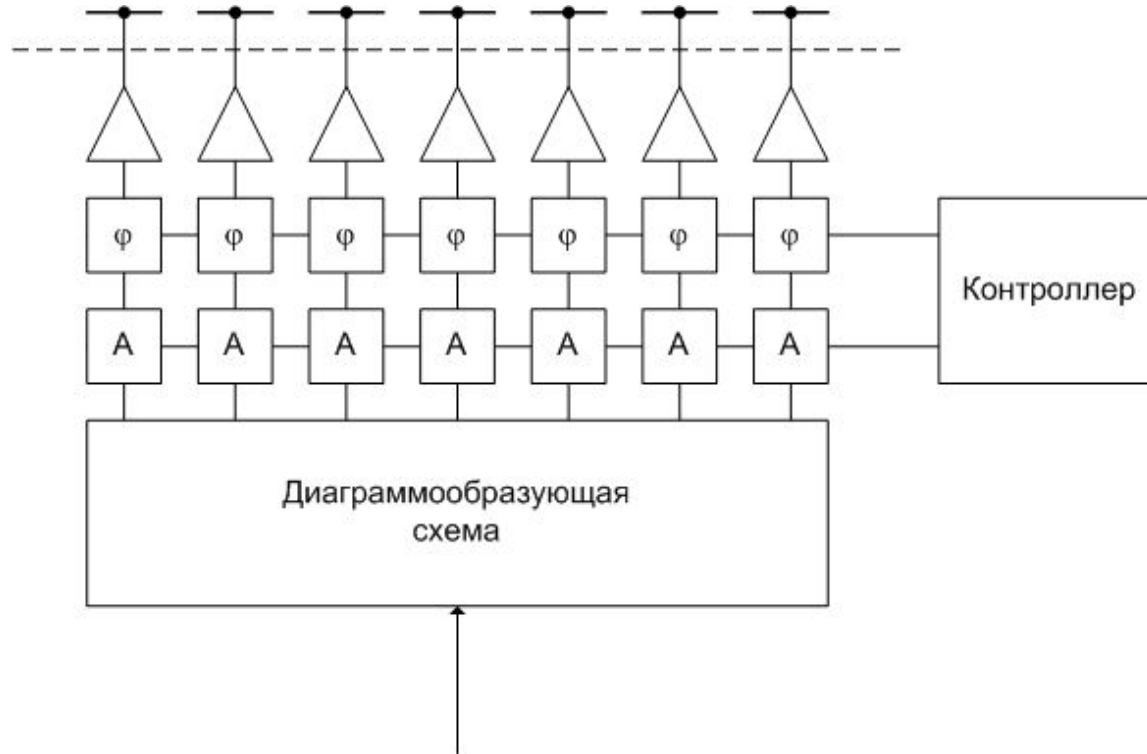 φ φ φ φ φ φ φ
Контроллер
A A A A A A A
Диаграммообразующая
схема